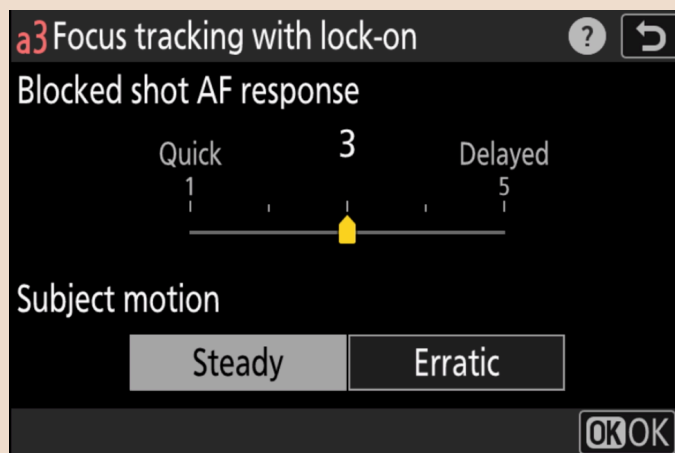 a3 Focus tracking with lock-on ?
Blocked shot AF response
3
Quick Delayed
1 5
Subject motion
Steady Erratic
OK OK